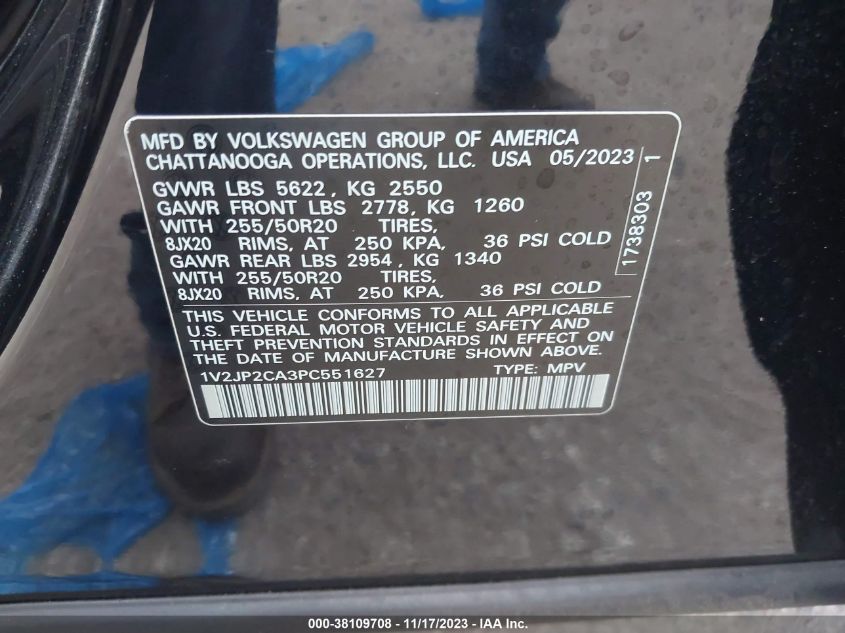 MFD BY VOLKSWAGEN GROUP OF AMERICA
CHATTANOOGA OPERATIONS, LLC. USA 05/2023
GVWR LBS 5622, KG 2550
GAWR FRONT LBS 2778, KG 1260
WITH 255/50R20 TIRES,
8JX20 RIMS, AT 250 KPA, 36 PSI COLD
GAWR REAR LBS 2954, KG 1340
WITH 255/50R20 TIRES,
8JX20 RIMS, AT 250 KPA, 36 PSI COLD
THIS VEHICLE CONFORMS TO ALL APPLICABLE
U.S. FEDERAL MOTOR VEHICLE SAFETY AND
THEFT PREVENTION STANDARDS IN EFFECT ON
THE DATE OF MANUFACTURE SHOWN ABOVE.
1V2JP2CA3PC551627 TYPE: MPV
1738303 1
000-38109708 - 11/17/2023 - IAA Inc.